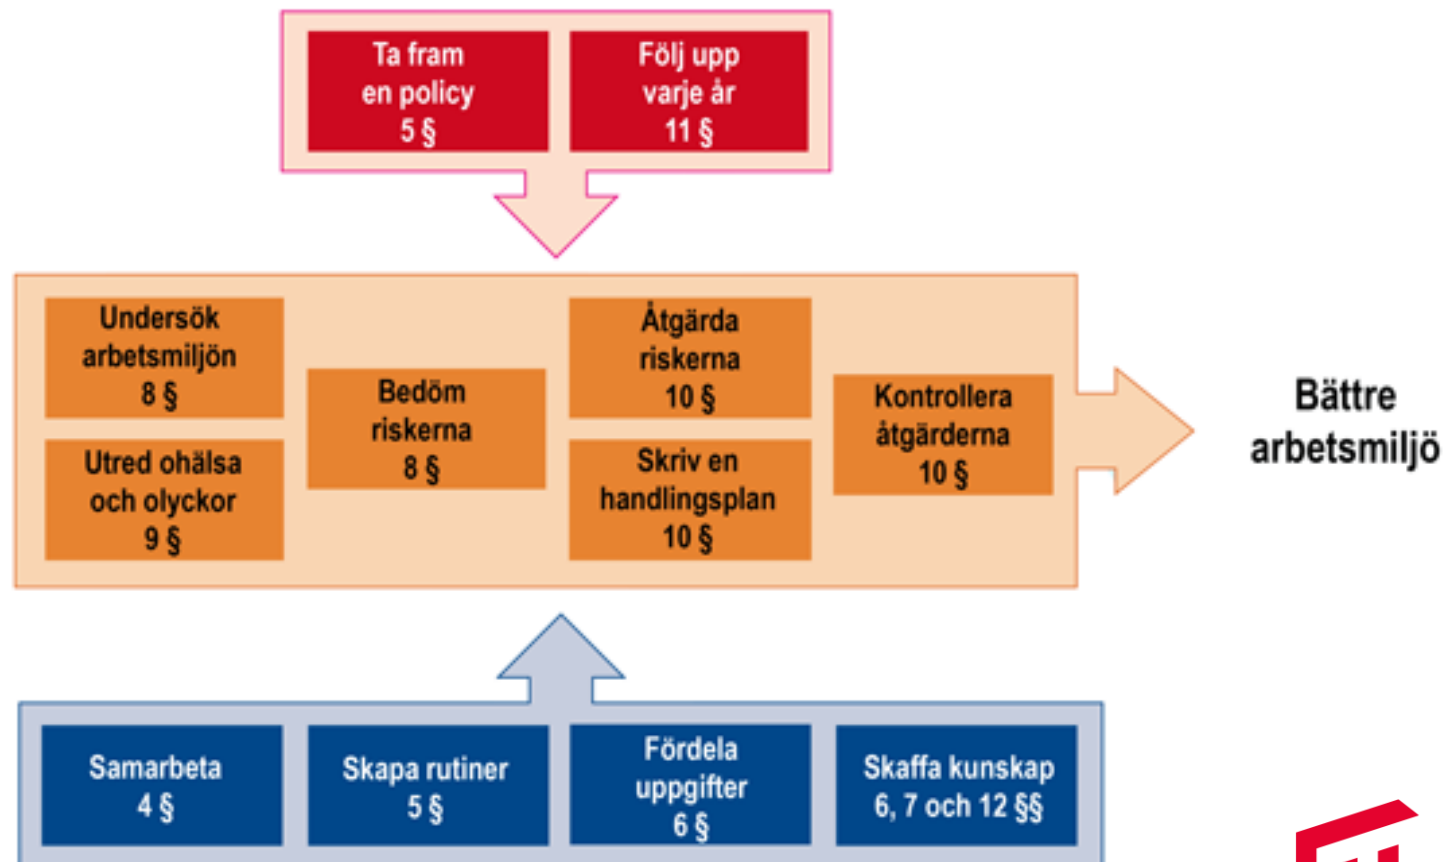 Ta fram
en policy
5 §
Följ upp
varje år
11 §
Undersök
arbetsmiljön
8 §
Utred ohälsa
och olyckor
9 §
Bedöm
riskerna
8 §
Åtgärda
riskerna
10 §
Skriv en
handlingsplan
10 §
Kontrollera
åtgärderna
10 §
Bättre
arbetsmiljö
Samarbeta
4 §
Skapa rutiner
5 §
Fördela
uppgifter
6 §
Skaffa kunskap
6, 7 och 12 §§